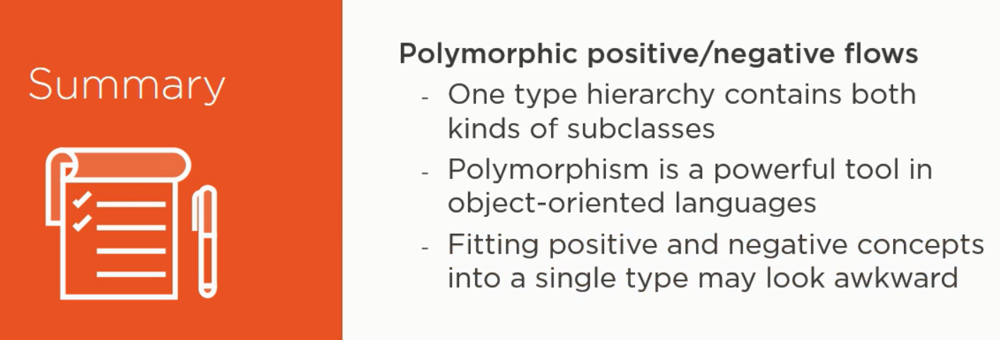 Summary
Polymorphic positive/negative flows
- One type hierarchy contains both
kinds of subclasses
- Polymorphism is a powerful tool in
object-oriented languages
- Fitting positive and negative concepts
into a single type may look awkward